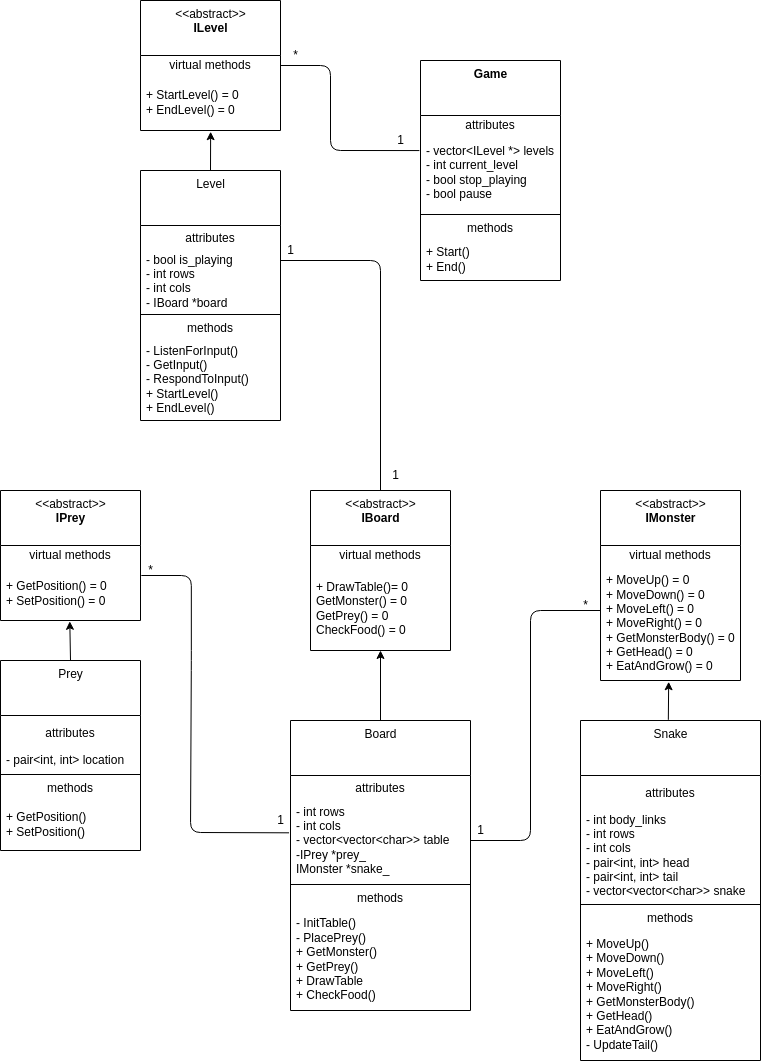 <<abstract>>
ILevel
virtual methods
+ StartLevel() = 0
+ EndLevel() = 0
*
1
Game
attributes
- vector<ILevel *> levels
- int current_level
- bool stop_playing
- bool pause
methods
+ Start()
+ End()
Level
attributes
- bool is_playing
- int rows
- int cols
- IBoard *board
methods
- ListenForInput()
- GetInput()
- RespondToInput()
+ StartLevel()
+ EndLevel()
1
1
<<abstract>>
IPrey
virtual methods
+ GetPosition() = 0
+ SetPosition() = 0
*
1
<<abstract>>
IBoard
virtual methods
+ DrawTable()= 0
GetMonster() = 0
GetPrey() = 0
CheckFood() = 0
<<abstract>>
IMonster
virtual methods
+ MoveUp() = 0
+ MoveDown() = 0
+ MoveLeft() = 0
+ MoveRight() = 0
+ GetMonsterBody() = 0
+ GetHead() = 0
+ EatAndGrow() = 0
*
1
Prey
attributes
- pair<int, int> location
methods
+ GetPosition()
+ SetPosition()
Board
attributes
- int rows
- int cols
- vector<vector<char>> table
-IPrey *prey_
IMonster *snake_
methods
- InitTable()
- PlacePrey()
+ GetMonster()
+ GetPrey()
+ DrawTable
+ CheckFood()
Snake
attributes
- int body_links
- int rows
- int cols
- pair<int, int> head
- pair<int, int> tail
- vector<vector<char>> snake
methods
+ MoveUp()
+ MoveDown()
+ MoveLeft()
+ MoveRight()
+ GetMonsterBody()
+ GetHead()
+ EatAndGrow()
- UpdateTail()